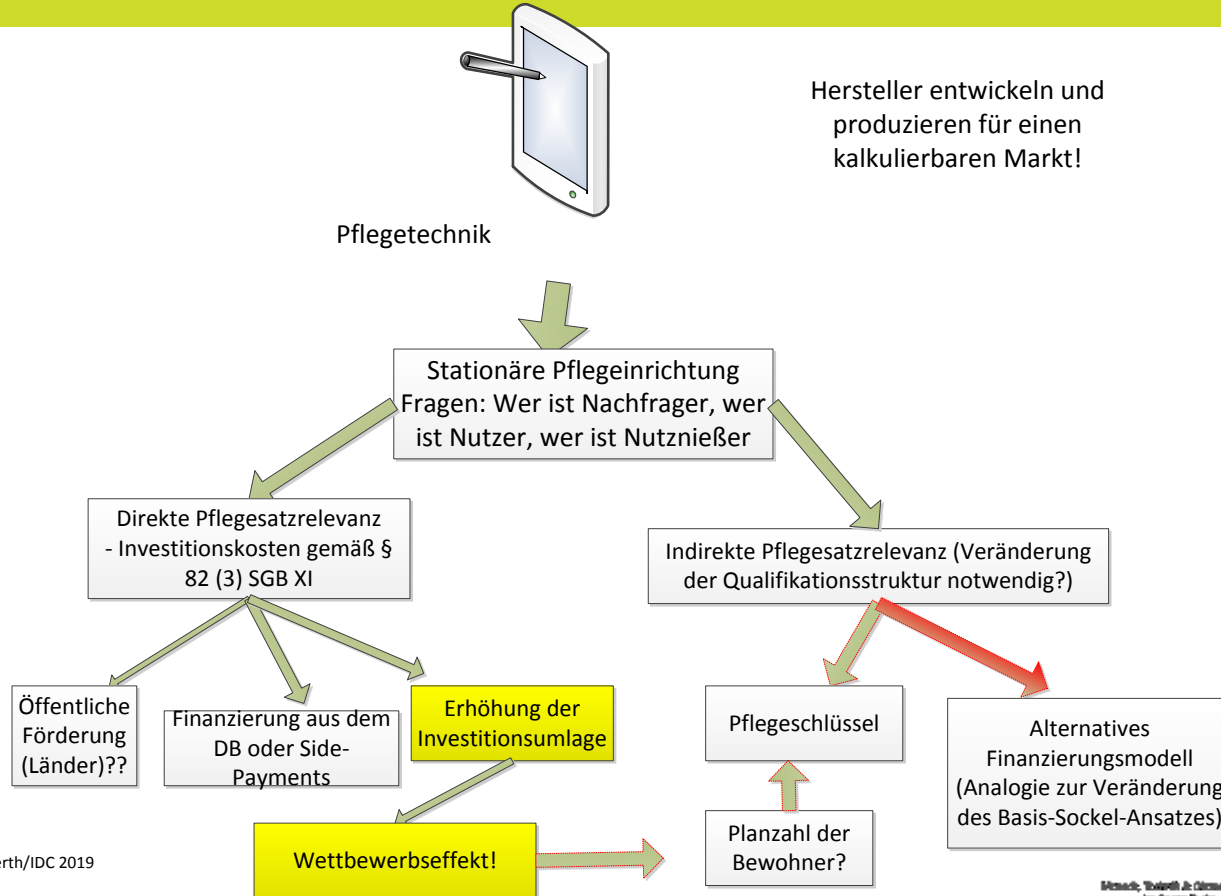 Hersteller entwickeln und
produzieren für einen
kalkulierbaren Markt!
Pflegetechnik
Stationäre Pflegeinrichtung
Fragen: Wer ist Nachfrager, wer
ist Nutzer, wer ist Nutznießer
Direkte Pflegesatzrelevanz
- Investitionskosten gemäß §
82 (3) SGB XI
Indirekte Pflegesatzrelevanz (Veränderung
der Qualifikationsstruktur notwendig?)
Öffentliche
Förderung
(Länder)??
Finanzierung aus dem
DB oder Side-
Payments
Erhöhung der
Investitionsumlage
Pflegeschlüssel
Alternatives
Finanzierungsmodell
(Analogie zur Veränderung
des Basis-Sockel-Ansatzes)
Wettbewerbseffekt!
Planzahl der
Bewohner?
erth/IDC 2019